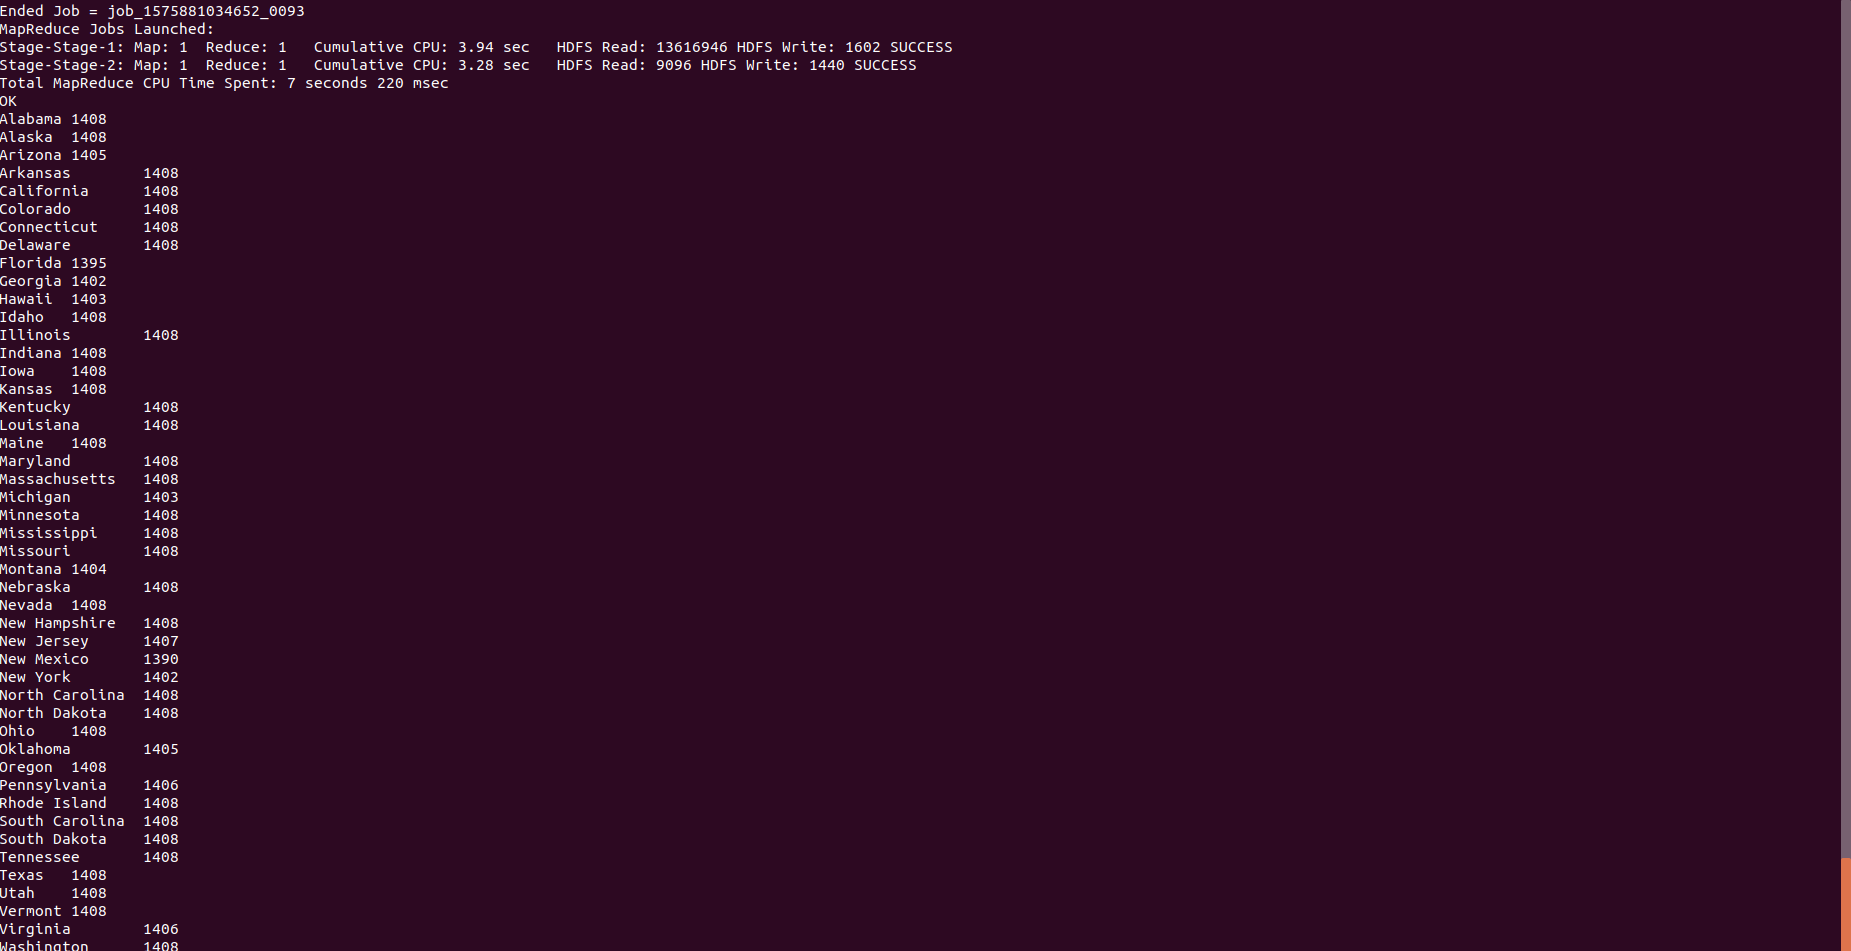 Ended Job = job_1575881034652_0093
MapReduce Jobs Launched:
Stage-Stage-1: Map: 1  Reduce: 1   Cumulative CPU: 3.94 sec   HDFS Read: 13616946 HDFS Write: 1602 SUCCESS
Stage-Stage-2: Map: 1  Reduce: 1   Cumulative CPU: 3.28 sec   HDFS Read: 9096 HDFS Write: 1440 SUCCESS
Total MapReduce CPU Time Spent: 7 seconds 220 msec
OK
Alabama 1408
Alaska  1408
Arizona 1405
Arkansas        1408
California      1408
Colorado        1408
Connecticut     1408
Delaware        1408
Florida 1395
Georgia 1402
Hawaii  1403
Idaho   1408
Illinois        1408
Indiana 1408
Iowa    1408
Kansas  1408
Kentucky        1408
Louisiana       1408
Maine   1408
Maryland        1408
Massachusetts   1408
Michigan        1403
Minnesota       1408
Mississippi     1408
Missouri        1408
Montana 1404
Nebraska        1408
Nevada  1408
New Hampshire   1408
New Jersey      1407
New Mexico      1390
New York        1402
North Carolina  1408
North Dakota    1408
Ohio    1408
Oklahoma        1405
Oregon  1408
Pennsylvania    1406
Rhode Island    1408
South Carolina  1408
South Dakota    1408
Tennessee       1408
Texas   1408
Utah    1408
Vermont 1408
Virginia        1406
Washington      1408